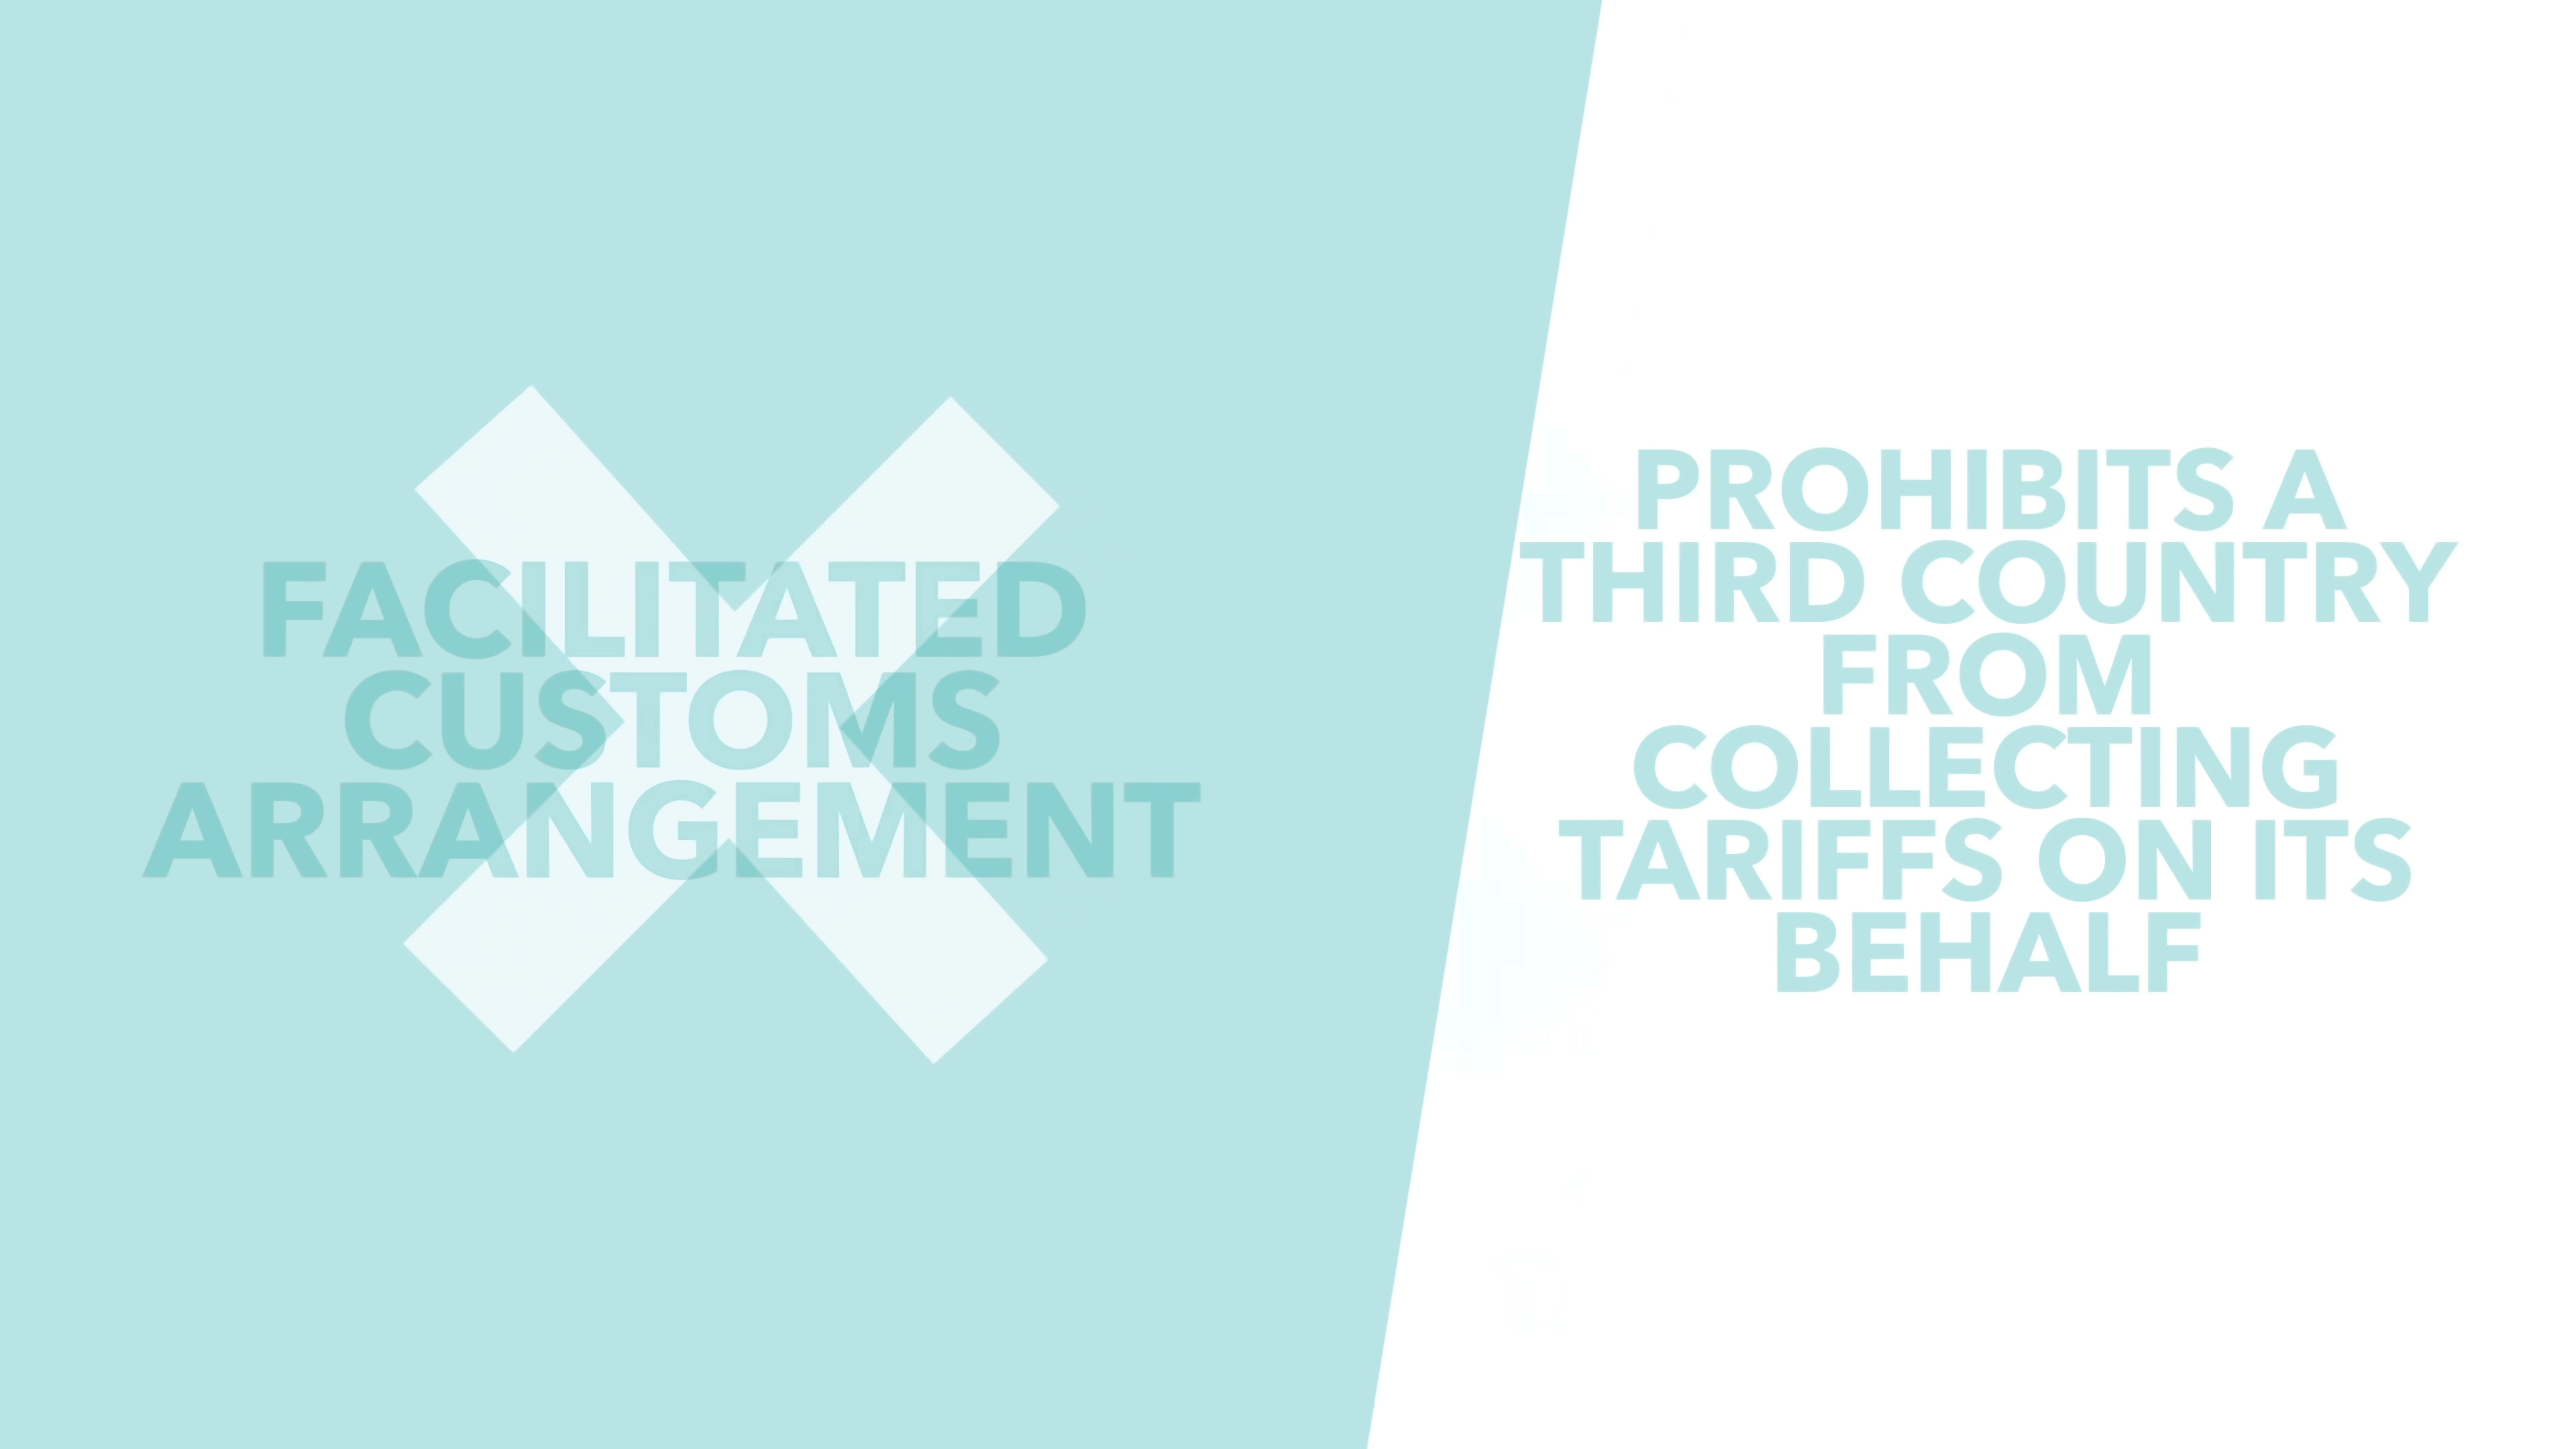 FACILITATED
CUSTOMS
ARRANGEMENT
PROHIBITS A
THIRD COUNTRY
FROM
COLLECTING
TARIFFS ON ITS
BEHALF